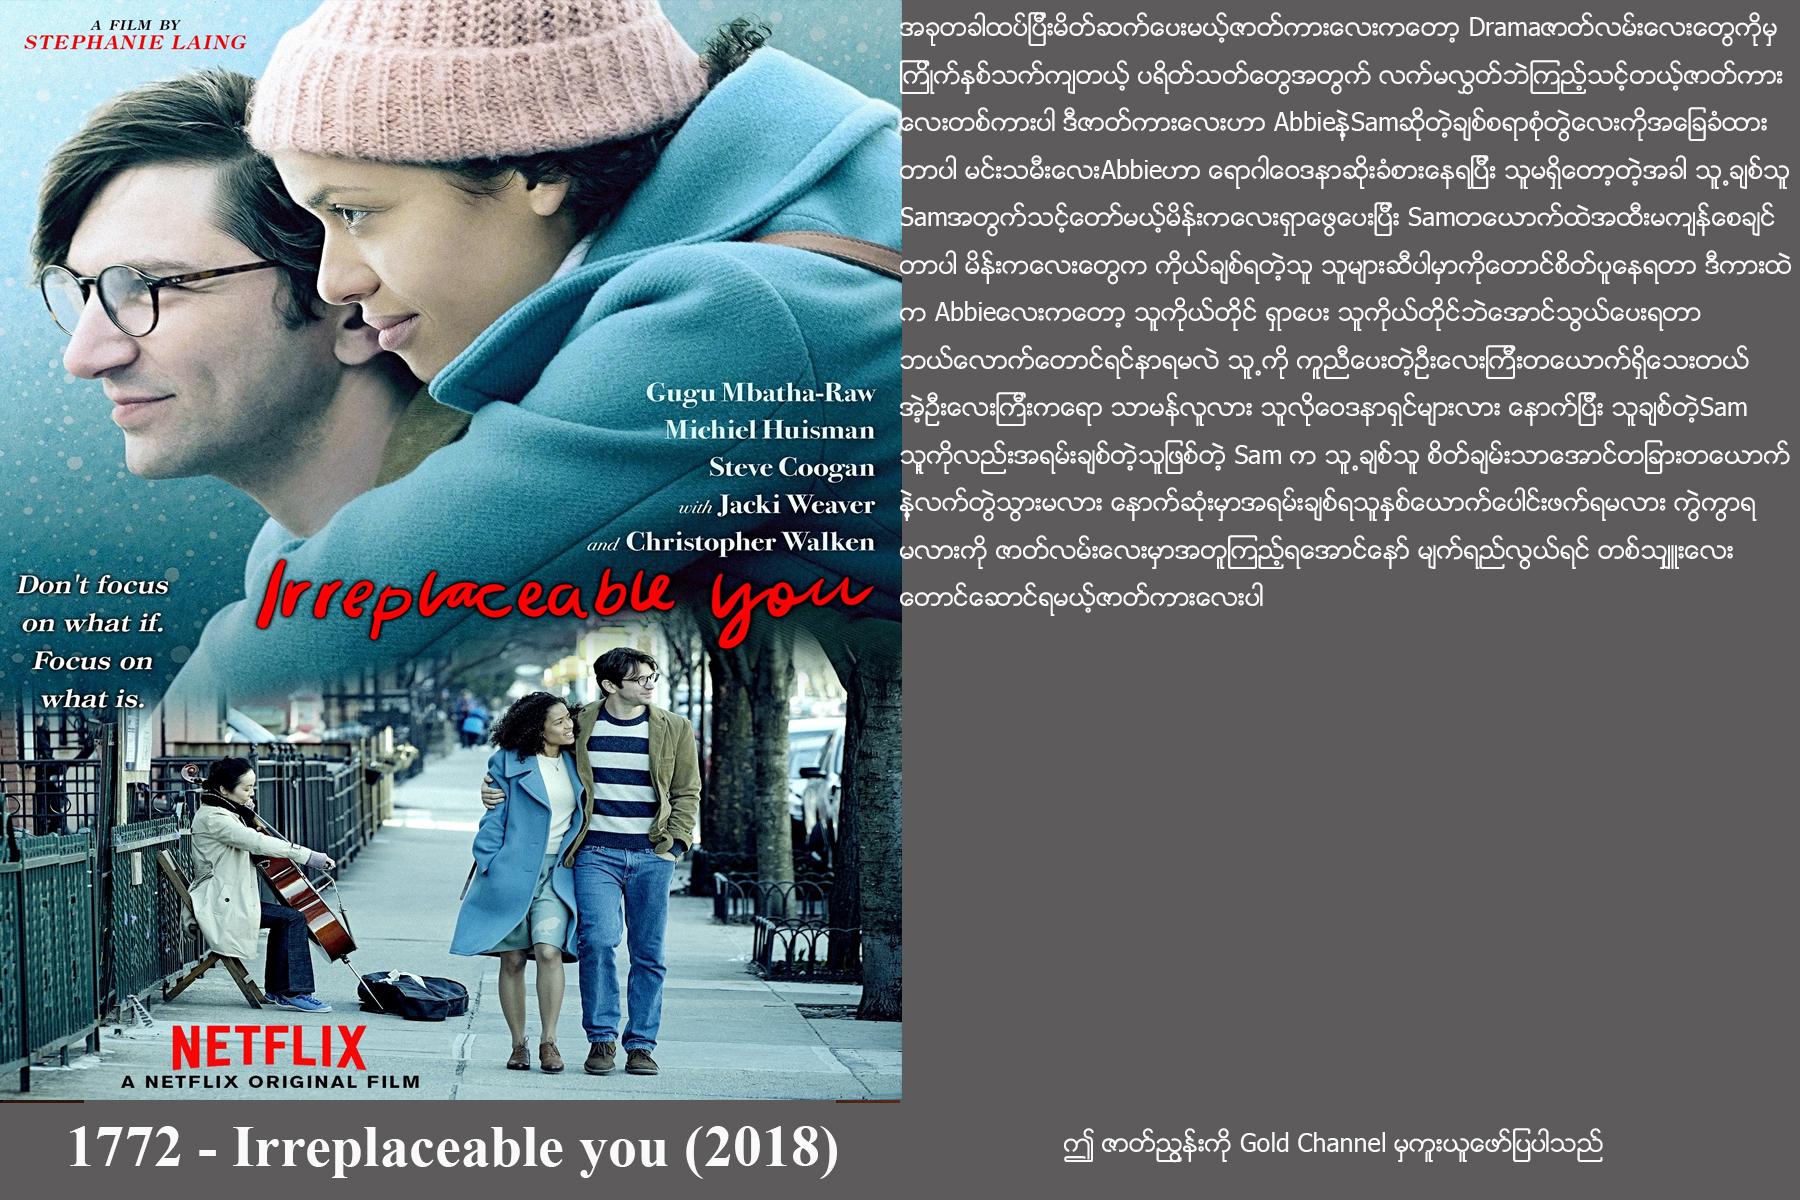 A FILM BY
STEPHANIE LAING
Gugu Mbatha-Raw
Michiel Huisman
Steve Coogan
with Jacki Weaver
and Christopher Walken
Irreplaceable you
Don't focus
on what if.
Focus on
what is.
NETFLIX
A NETFLIX ORIGINAL FILM
1772 - Irreplaceable you (2018)
အခုတခါထပ်ပြီးမိတ်ဆက်ပေးမယ့်ဇာတ်ကားလေးကတော့ Dramaဇာတ်လမ်းလေးတွေကိုမှ
ကြိုက်နှစ်သက်ကျတယ့် ပရိတ်သတ်တွေအတွက် လက်မလွှတ်ဘဲကြည့်သင့်တယ့်ဇာတ်ကား
လေးတစ်ကားပါ ဒီဇာတ်ကားလေးဟာ Abbieနဲ့Samဆိုတဲ့ချစ်စရာစုံတွဲလေးကိုအခြေခံထား
တာပါ မင်းသမီးလေးAbbieဟာ ရောဂါဝေဒနာဆိုးခံစားနေရပြီး သူမရှိတော့တဲ့အခါ သူ့ချစ်သူ
Samအတွက်သင့်တော်မယ့်မိန်းကလေးရှာဖွေပေးပြီး Samတယောက်ထဲအထီးမကျန်စေချင်
တာပါ မိန်းကလေးတွေက ကိုယ်ချစ်ရတဲ့သူ သူများဆီပါမှာကိုတောင်စိတ်ပူနေရတာ ဒီကားထဲ
က Abbieလေးကတော့ သူကိုယ်တိုင် ရှာပေး သူကိုယ်တိုင်ဘဲအောင်သွယ်ပေးရတာ
ဘယ်လောက်တောင်ရင်နာရမလဲ သူ့ကို ကူညီပေးတဲ့ဦးလေးကြီးတယောက်ရှိသေးတယ်
အဲ့ဦးလေးကြီးကရော သာမန်လူလား သူလိုဝေဒနာရှင်များလား နောက်ပြီး သူချစ်တဲ့Sam
သူ့ကိုလည်းအရမ်းချစ်တဲ့သူဖြစ်တဲ့ Sam က သူ့ချစ်သူ စိတ်ချမ်းသာအောင်တခြားတယောက်
နဲ့လက်တွဲသွားမလား နောက်ဆုံးမှာအရမ်းချစ်ရသူနှစ်ယောက်ပေါင်းဖက်ရမလား ကွဲကွာရ
မလားကို ဇာတ်လမ်းလေးမှာအတူကြည့်ရအောင်နော် မျက်ရည်လွယ်ရင် တစ်သျှူးလေး
တောင်ဆောင်ရမယ့်ဇာတ်ကားလေးပါ
ဤ ဇာတ်ညွှန်းကို Gold Channel မှကူးယူဖော်ပြပါသည်